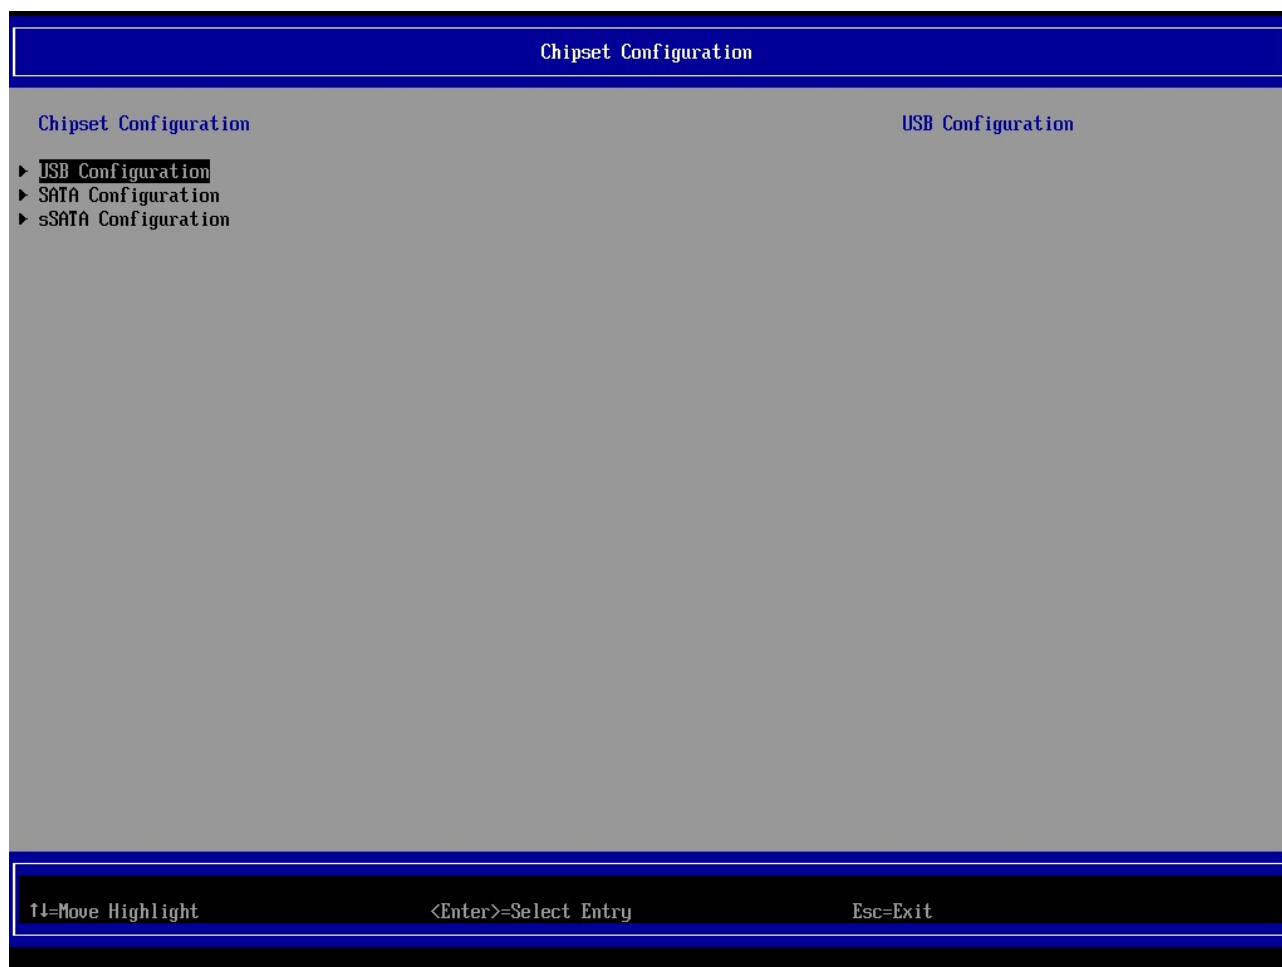 Chipset Configuration
Chipset Configuration
USB Configuration
USB Configuration
SATA Configuration
sSATA Configuration
↑↓=Move Highlight
<Enter>=Select Entry
Esc=Exit